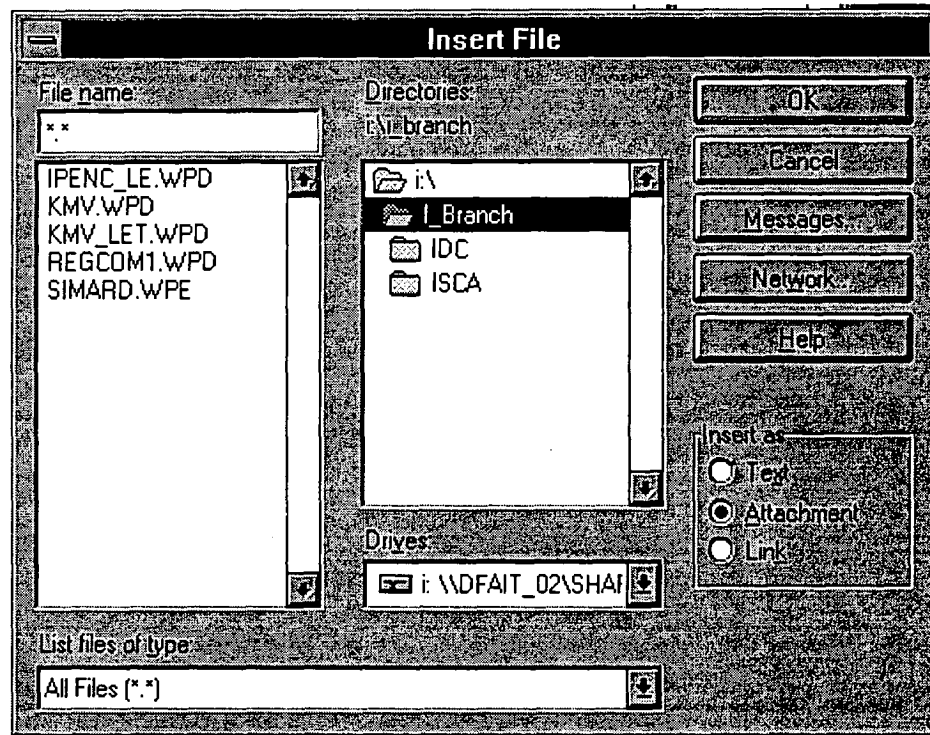 Insert File
File name:
*.*
IPENC_LE.WPD
KMV.WPD
KMV_LET.WPD
REGCOM1.WPD
SIMARD.WPE
List files of type:
All Files (*.*)
Directories:
i:\i_branch
i:\
I_Branch
IDC
ISCA
Drives:
i: \\DFAIT_02\SHAR
OK
Cancel
Messages...
Network...
Help
Insert as
Text
Attachment
Link